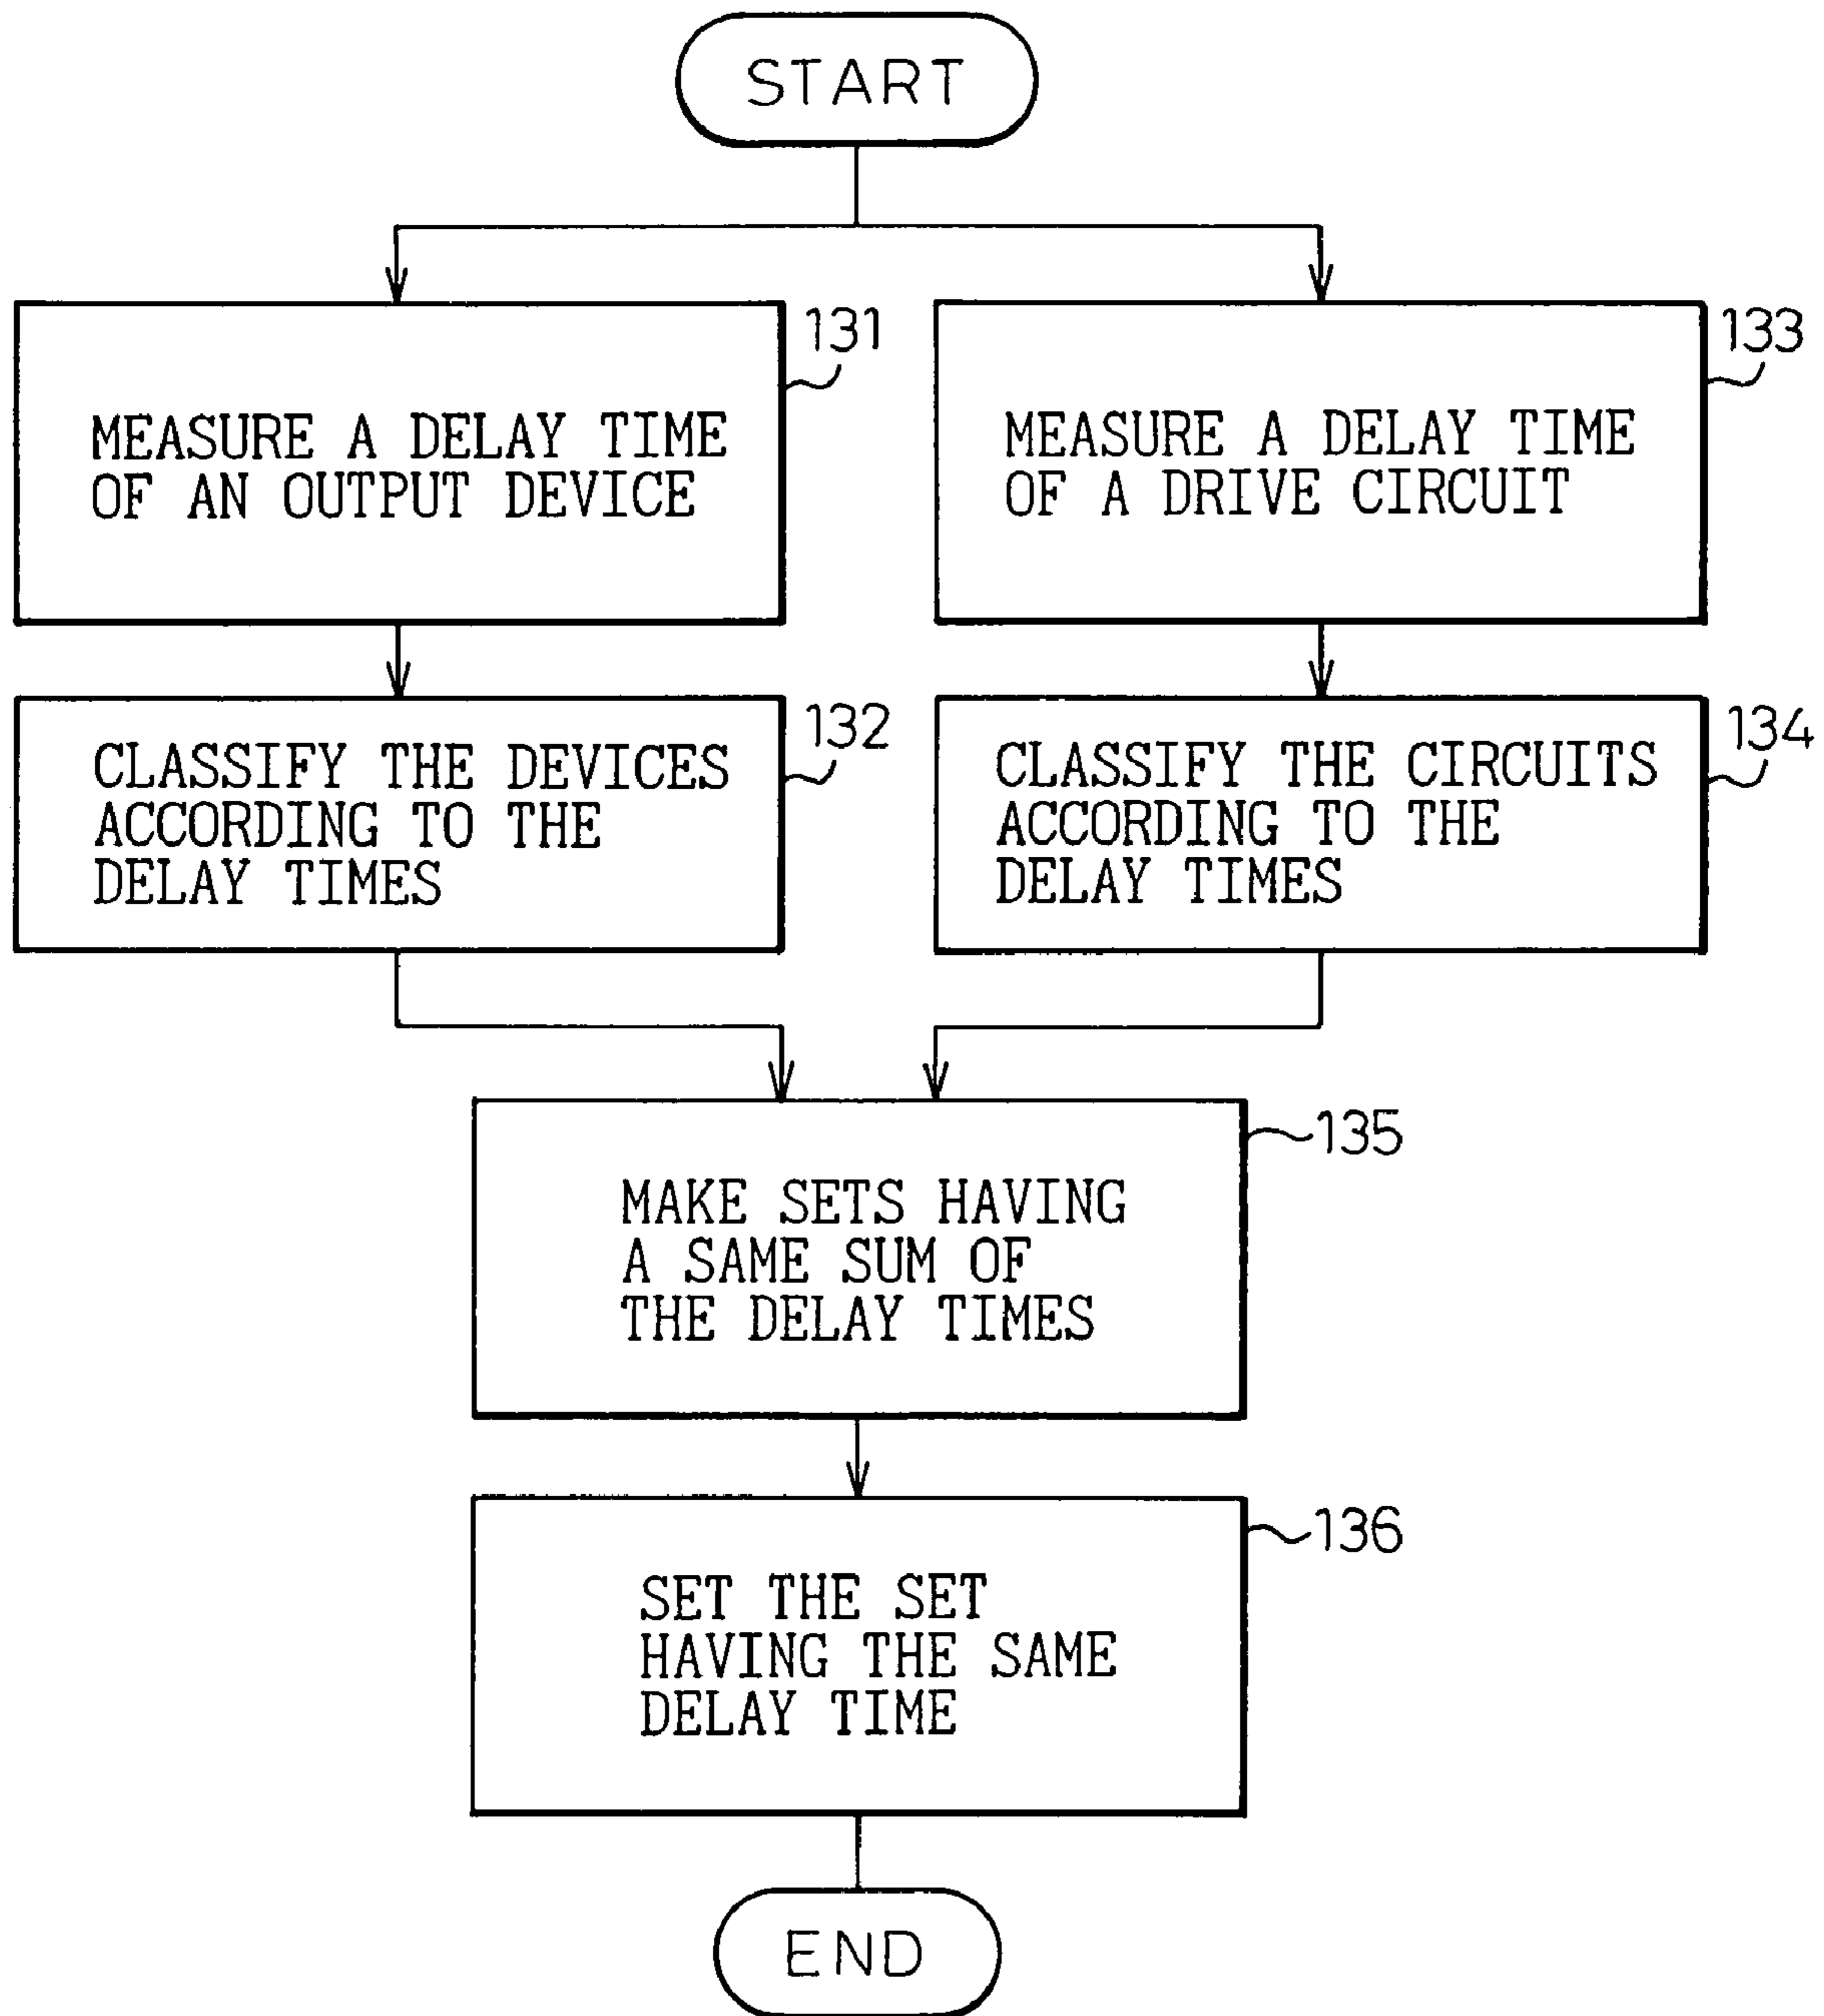 START
131
MEASURE A DELAY TIME
OF AN OUTPUT DEVICE
133
MEASURE A DELAY TIME
OF A DRIVE CIRCUIT
132
CLASSIFY THE DEVICES
ACCORDING TO THE
DELAY TIMES
134
CLASSIFY THE CIRCUITS
ACCORDING TO THE
DELAY TIMES
135
MAKE SETS HAVING
A SAME SUM OF
THE DELAY TIMES
136
SET THE SET
HAVING THE SAME
DELAY TIME
END